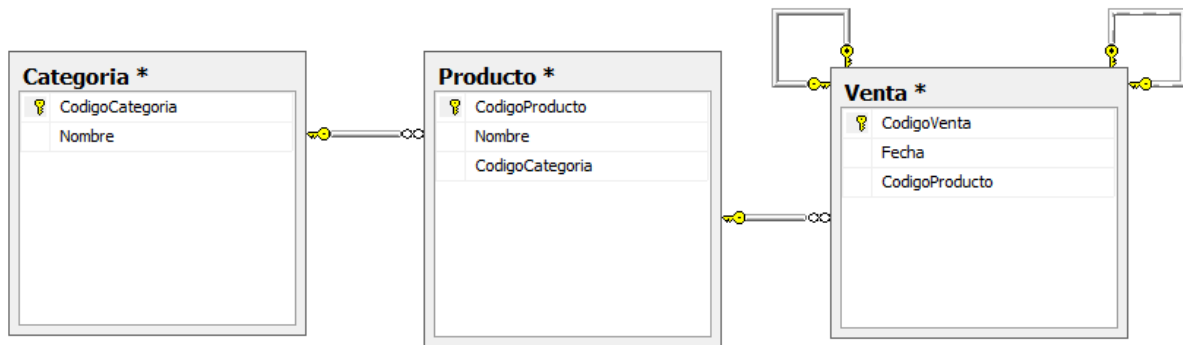 Categoria *
CodigoCategoria
Nombre
Producto *
CodigoProducto
Nombre
CodigoCategoria
Venta *
CodigoVenta
Fecha
CodigoProducto